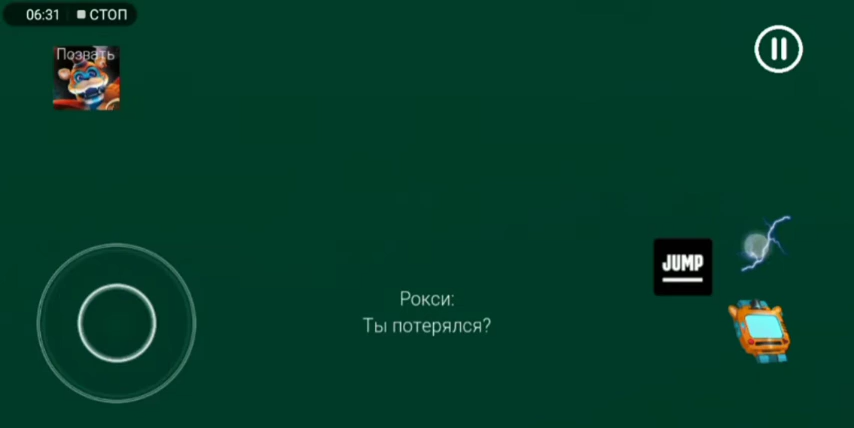 06:31 СТОП
Позвать
JUMP
Рокси:
Ты потерялся?